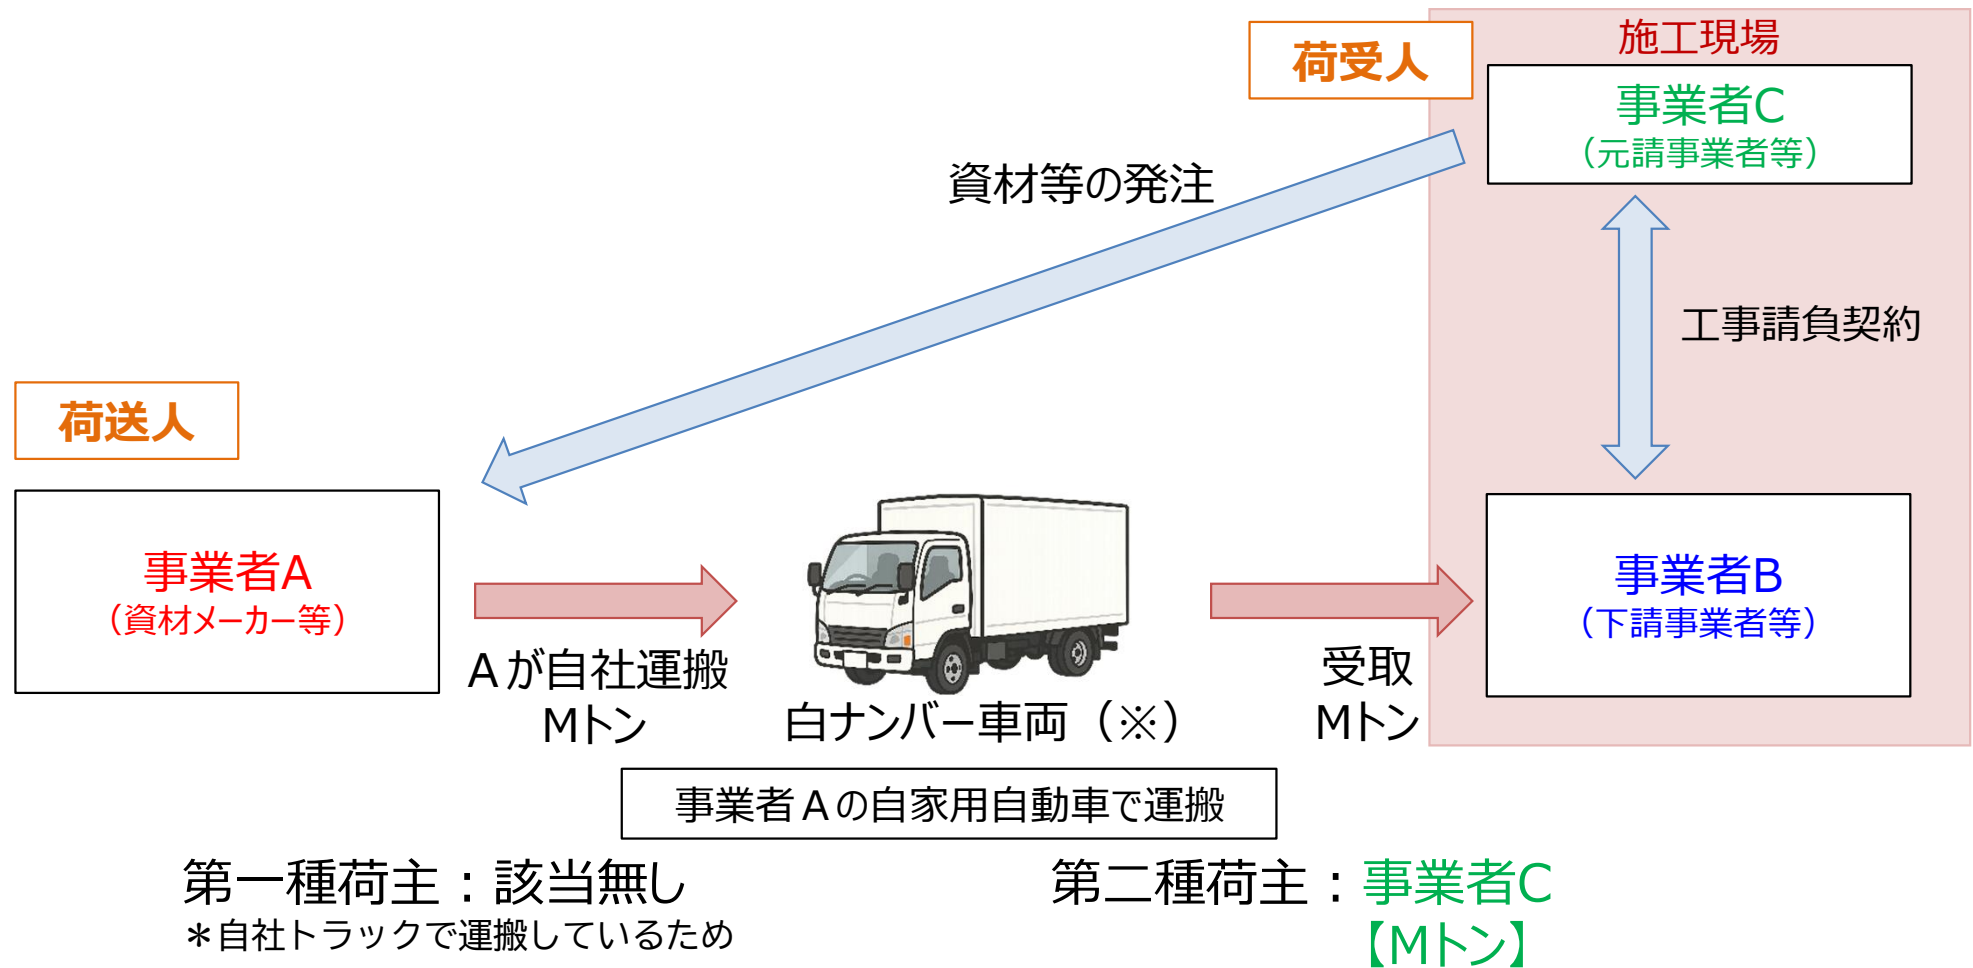 施工現場
荷受人
事業者C
（元請事業者等）
資材等の発注
工事請負契約
荷送人
事業者A
（資材メーカー等）
事業者B
（下請事業者等）
Ａが自社運搬
Mトン
白ナンバー車両（※）
受取
Mトン
事業者Ａの自家用自動車で運搬
第一種荷主：該当無し
＊自社トラックで運搬しているため
第二種荷主：事業者C
【Mトン】